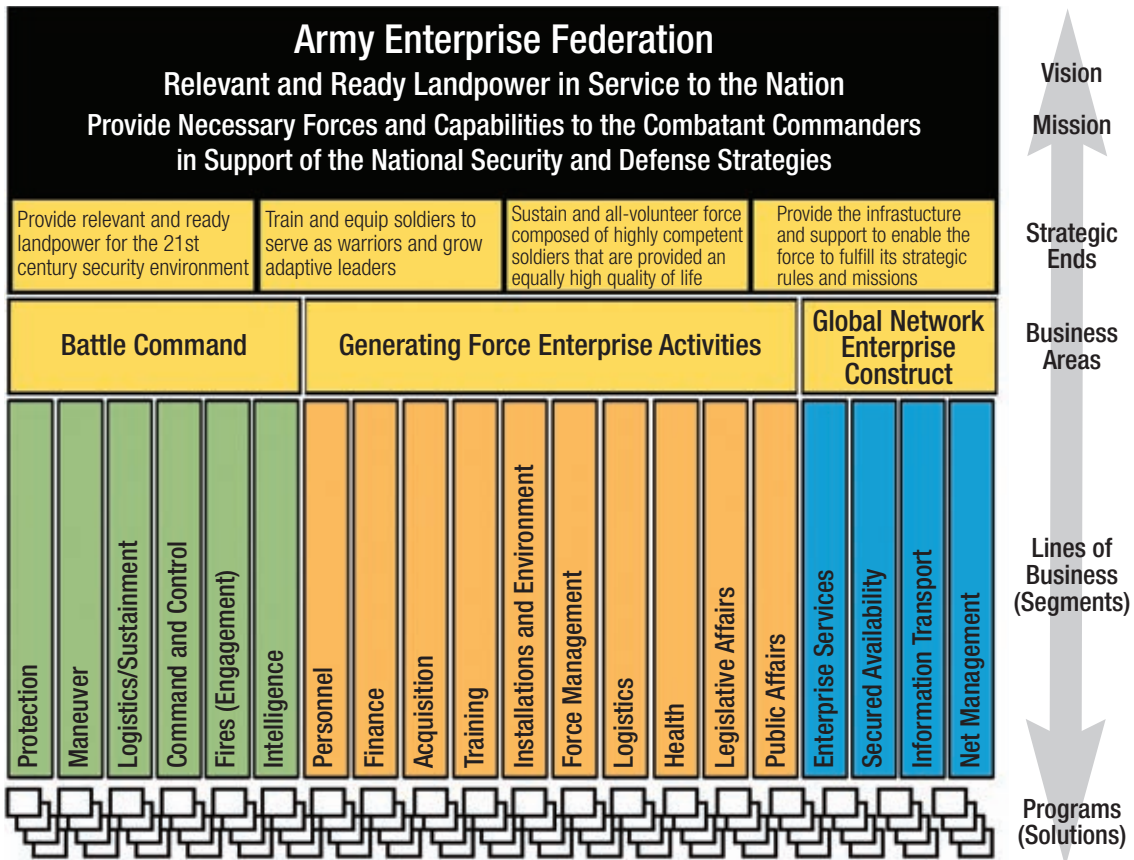 Army Enterprise Federation
Relevant and Ready Landpower in Service to the Nation
Provide Necessary Forces and Capabilities to the Combatant Commanders
in Support of the National Security and Defense Strategies
Vision
Mission
Provide relevant and ready
landpower for the 21st
century security environment
Train and equip soldiers to
serve as warriors and grow
adaptive leaders
Sustain and all-volunteer force
composed of highly competent
soldiers that are provided an
equally high quality of life
Provide the infrastucture
and support to enable the
force to fulfill its strategic
rules and missions
Strategic
Ends
Battle Command
Generating Force Enterprise Activities
Global Network
Enterprise
Construct
Business
Areas
Protection
Maneuver
Logistics/Sustainment
Command and Control
Fires (Engagement)
Intelligence
Personnel
Finance
Acquisition
Training
Installations and Environment
Force Management
Logistics
Health
Legislative Affairs
Public Affairs
Enterprise Services
Secured Availability
Information Transport
Net Management
Lines of
Business
(Segments)
Programs
(Solutions)